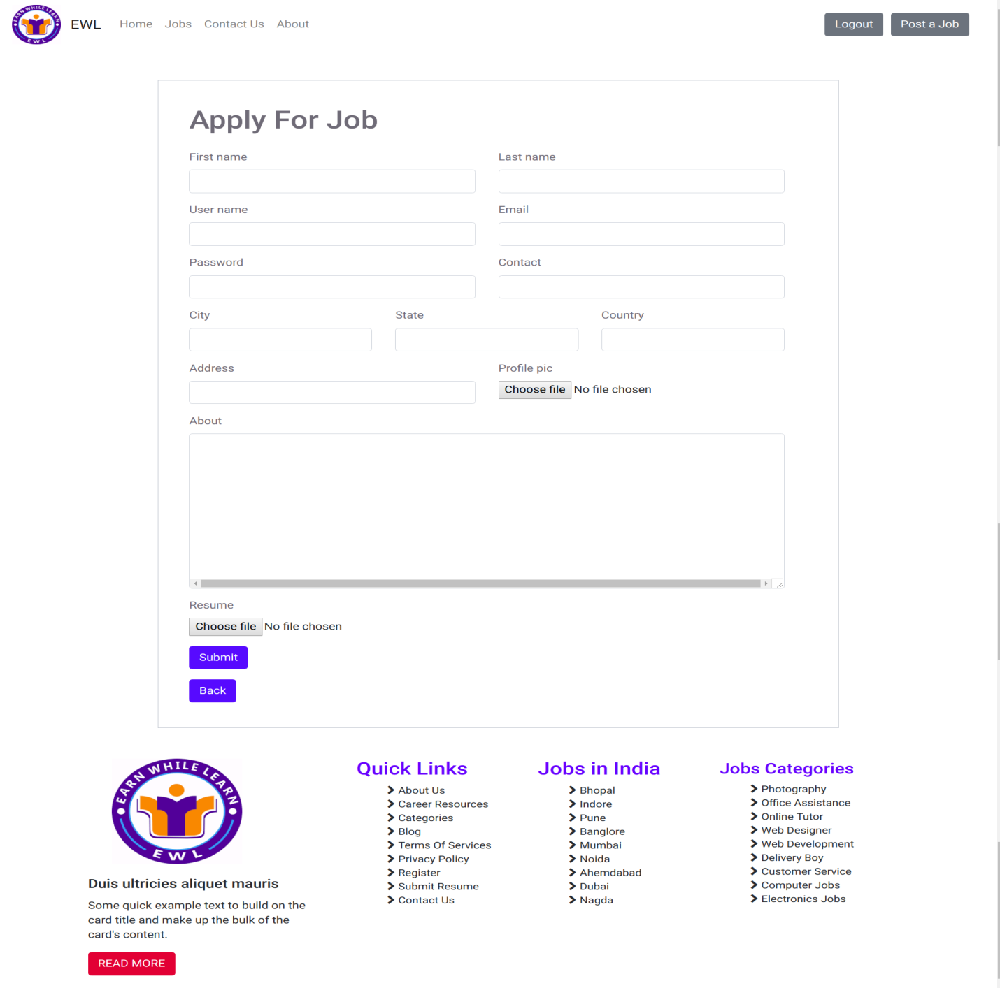 EARN WHILE LEARN
EWL
EWL Home Jobs Contact Us About Logout Post a Job
Apply For Job
First name Last name
User name Email
Password Contact
City State Country
Address Profile pic
Choose file No file chosen
About
Resume
Choose file No file chosen
Submit
Back
EARN WHILE LEARN
EWL
Duis ultricies aliquet mauris
Some quick example text to build on the
card title and make up the bulk of the
card's content.
READ MORE
Quick Links
About Us
Career Resources
Categories
Blog
Terms Of Services
Privacy Policy
Register
Submit Resume
Contact Us
Jobs in India
Bhopal
Indore
Pune
Banglore
Mumbai
Noida
Ahemdabad
Dubai
Nagda
Jobs Categories
Photography
Office Assistance
Online Tutor
Web Designer
Web Development
Delivery Boy
Customer Service
Computer Jobs
Electronics Jobs